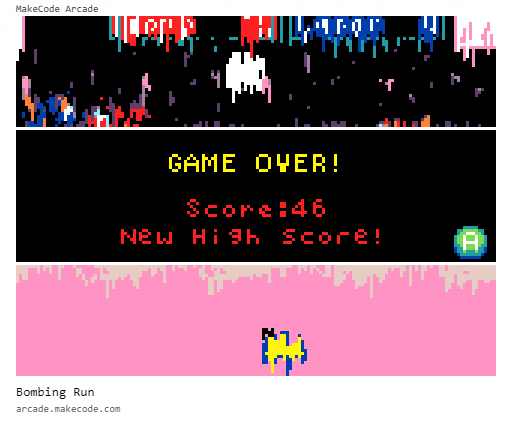 MakeCode Arcade
GAME OVER!
Score:46
New High Score!
A
Bombing Run
arcade.makecode.com